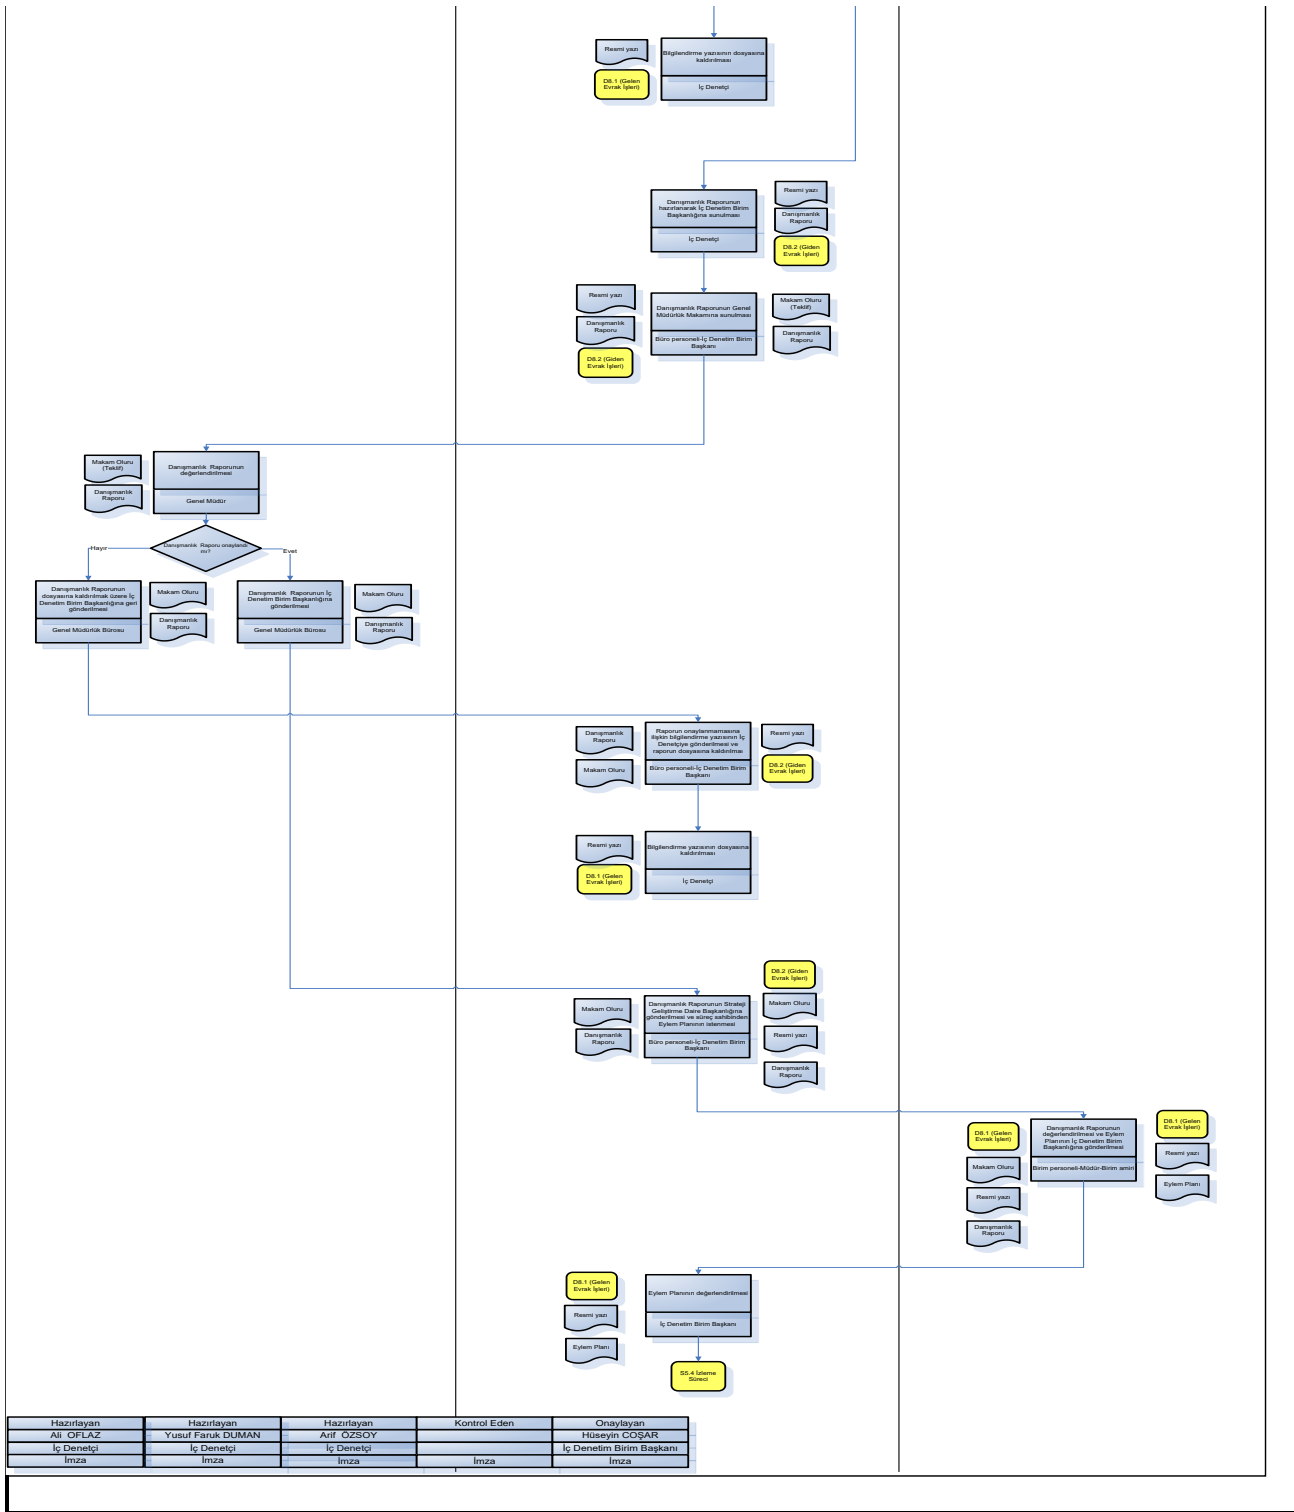 Resmi yazı
D8.1 (Gelen
Evrak İşleri)
Bilgilendirme yazısının dosyasına
kaldırılması
İç Denetçi
Danışmanlık Raporunun
hazırlanarak İç Denetim Birim
Başkanlığına sunulması
İç Denetçi
Resmi yazı
Danışmanlık
Raporu
D8.2 (Giden
Evrak İşleri)
Resmi yazı
Danışmanlık
Raporu
D8.2 (Giden
Evrak İşleri)
Danışmanlık Raporunun Genel
Müdürlük Makamına sunulması
Büro personeli-İç Denetim Birim
Başkanı
Makam Oluru
(Teklif)
Danışmanlık
Raporu
Makam Oluru
(Teklif)
Danışmanlık
Raporu
Danışmanlık Raporunun
değerlendirilmesi
Genel Müdür
Danışmanlık Raporu onaylandı
mı?
Hayır
Evet
Danışmanlık Raporunun
dosyasına kaldırılmak üzere İç
Denetim Birim Başkanlığına geri
gönderilmesi
Genel Müdürlük Bürosu
Makam Oluru
Danışmanlık
Raporu
Danışmanlık Raporunun İç
Denetim Birim Başkanlığına
gönderilmesi
Genel Müdürlük Bürosu
Makam Oluru
Danışmanlık
Raporu
Danışmanlık
Raporu
Makam Oluru
Raporun onaylanmamasına
ilişkin bilgilendirme yazısının İç
Denetçiye gönderilmesi ve
raporun dosyasına kaldırılması
Büro personeli-İç Denetim Birim
Başkanı
Resmi yazı
D8.2 (Giden
Evrak İşleri)
Resmi yazı
D8.1 (Gelen
Evrak İşleri)
Bilgilendirme yazısının dosyasına
kaldırılması
İç Denetçi
Makam Oluru
Danışmanlık
Raporu
Danışmanlık Raporunun Strateji
Geliştirme Daire Başkanlığına
gönderilmesi ve süreç sahibinden
Eylem Planının istenmesi
Büro personeli-İç Denetim Birim
Başkanı
D8.2 (Giden
Evrak İşleri)
Makam Oluru
Resmi yazı
Danışmanlık
Raporu
D8.1 (Gelen
Evrak İşleri)
Makam Oluru
Resmi yazı
Danışmanlık
Raporu
Danışmanlık Raporunun
değerlendirilmesi ve Eylem
Planının İç Denetim Birim
Başkanlığına gönderilmesi
Birim personeli-Müdür-Birim amiri
D8.1 (Gelen
Evrak İşleri)
Resmi yazı
Eylem Planı
D8.1 (Gelen
Evrak İşleri)
Resmi yazı
Eylem Planı
Eylem Planının değerlendirilmesi
İç Denetim Birim Başkanı
S5.4 İzleme
Süreci
Hazırlayan Hazırlayan Hazırlayan Kontrol Eden Onaylayan
Ali OFLAZ Yusuf Faruk DUMAN Arif ÖZSOY Hüseyin COŞAR
İç Denetçi İç Denetçi İç Denetçi İç Denetim Birim Başkanı
İmza İmza İmza İmza İmza